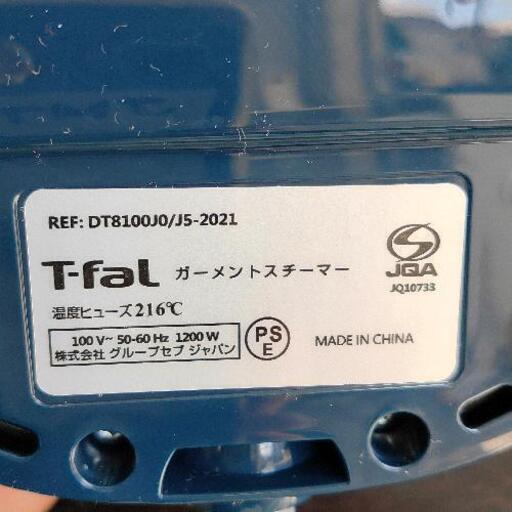 REF: DT8100J0/J5-2021
T-faL ガーメントスチーマー
JQA
JQ10733
温度ヒューズ216℃
100 V~ 50-60 Hz 1200 W
株式会社 グループセブ ジャパン
PS
E
MADE IN CHINA